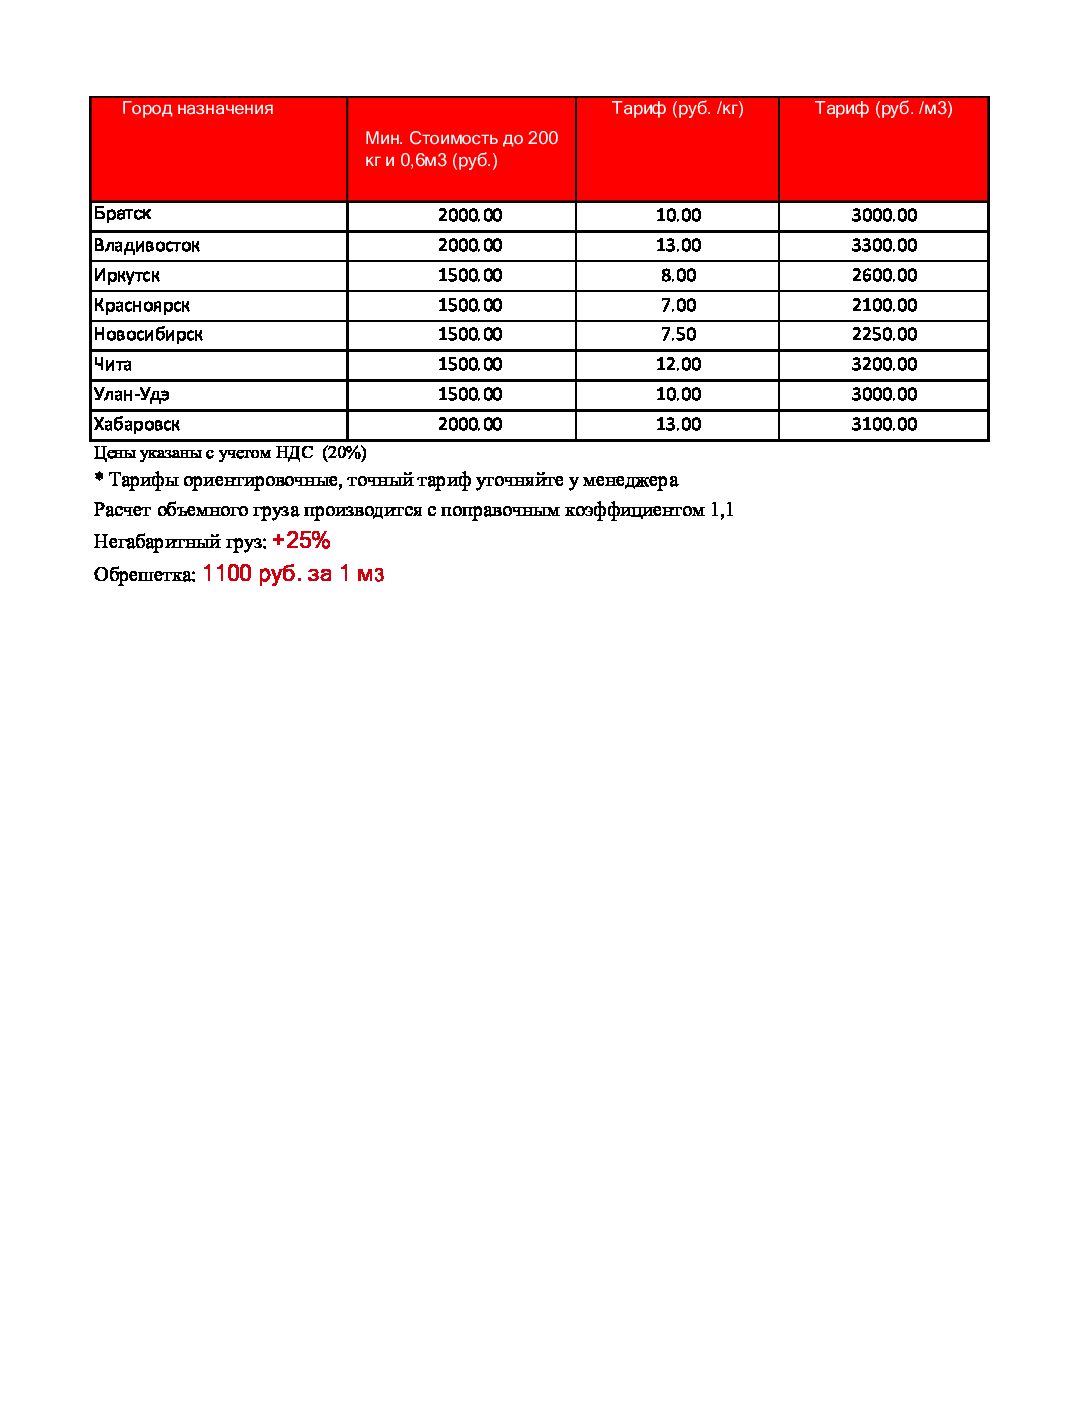 Город назначения
Мин. Стоимость до 200
кг и 0,6м3 (руб.)
Тариф (руб. /кг)
Тариф (руб. /м3)
Братск 2000.00 10.00 3000.00
Владивосток 2000.00 13.00 3300.00
Иркутск 1500.00 8.00 2600.00
Красноярск 1500.00 7.00 2100.00
Новосибирск 1500.00 7.50 2250.00
Чита 1500.00 12.00 3200.00
Улан-Удэ 1500.00 10.00 3000.00
Хабаровск 2000.00 13.00 3100.00
Цены указаны с учетом НДС (20%)
* Тарифы ориентировочные, точный тариф уточняйте у менеджера
Расчет объемного груза производится с поправочным коэффициентом 1,1
Негабаритный груз: +25%
Обрешетка: 1100 руб. за 1 м3